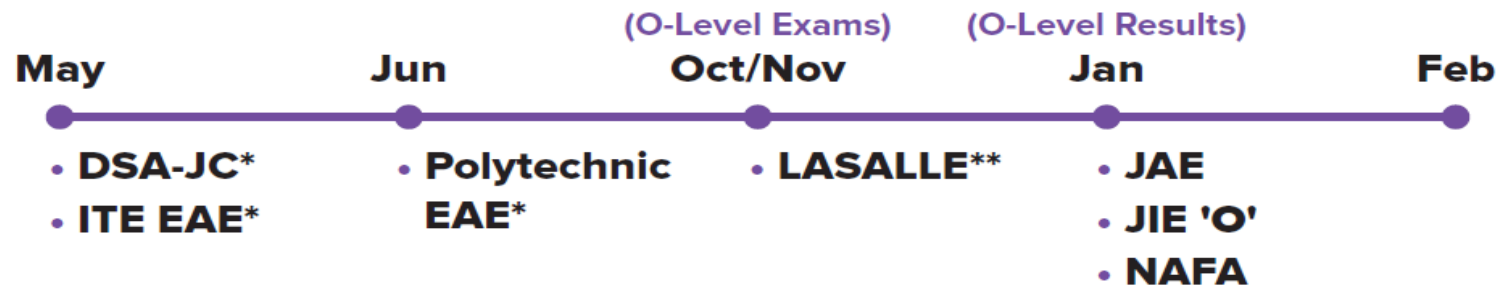 (O-Level Exams) (O-Level Results)
May Jun Oct/Nov Jan Feb
• DSA-JC*
• ITE EAE*
• Polytechnic
EAE*
• LASALLE**
• JAE
• JIE 'O'
• NAFA